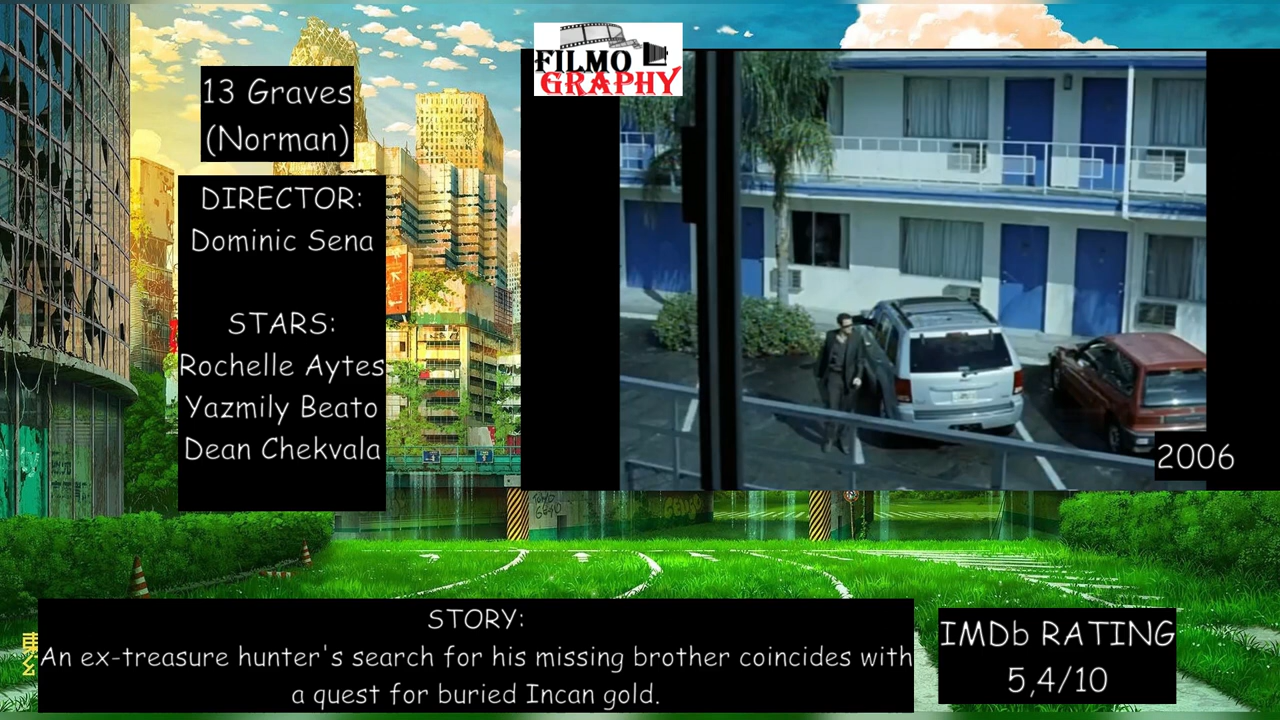 FILMO
GRAPHY
13 Graves
(Norman)
DIRECTOR:
Dominic Sena
STARS:
Rochelle Aytes
Yazmily Beato
Dean Chekvala
2006
STORY:
An ex-treasure hunter's search for his missing brother coincides with
a quest for buried Incan gold.
IMDb RATING
5,4/10